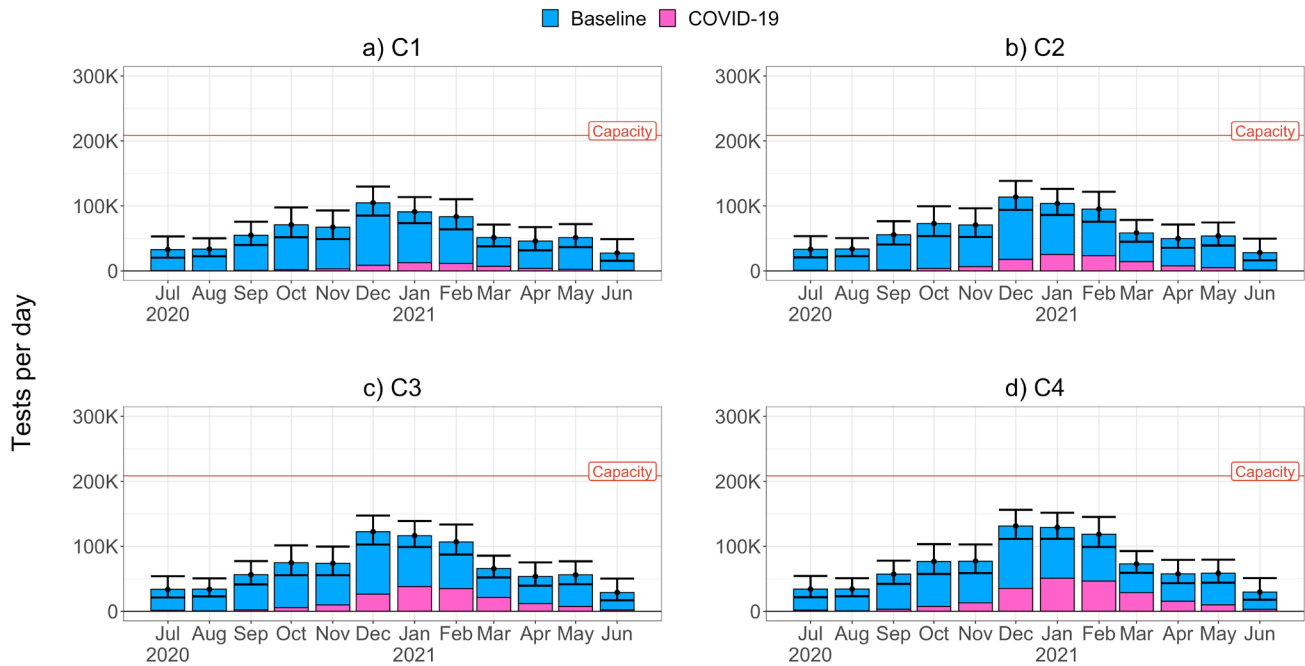 Baseline COVID-19
a) C1
b) C2
300K
200K
100K
0
Capacity
Jul Aug Sep Oct Nov Dec Jan Feb Mar Apr May Jun
2020 2021
300K
200K
100K
0
Capacity
Jul Aug Sep Oct Nov Dec Jan Feb Mar Apr May Jun
2020 2021
Tests per day
c) C3
d) C4
300K
200K
100K
0
Capacity
Jul Aug Sep Oct Nov Dec Jan Feb Mar Apr May Jun
2020 2021
300K
200K
100K
0
Capacity
Jul Aug Sep Oct Nov Dec Jan Feb Mar Apr May Jun
2020 2021